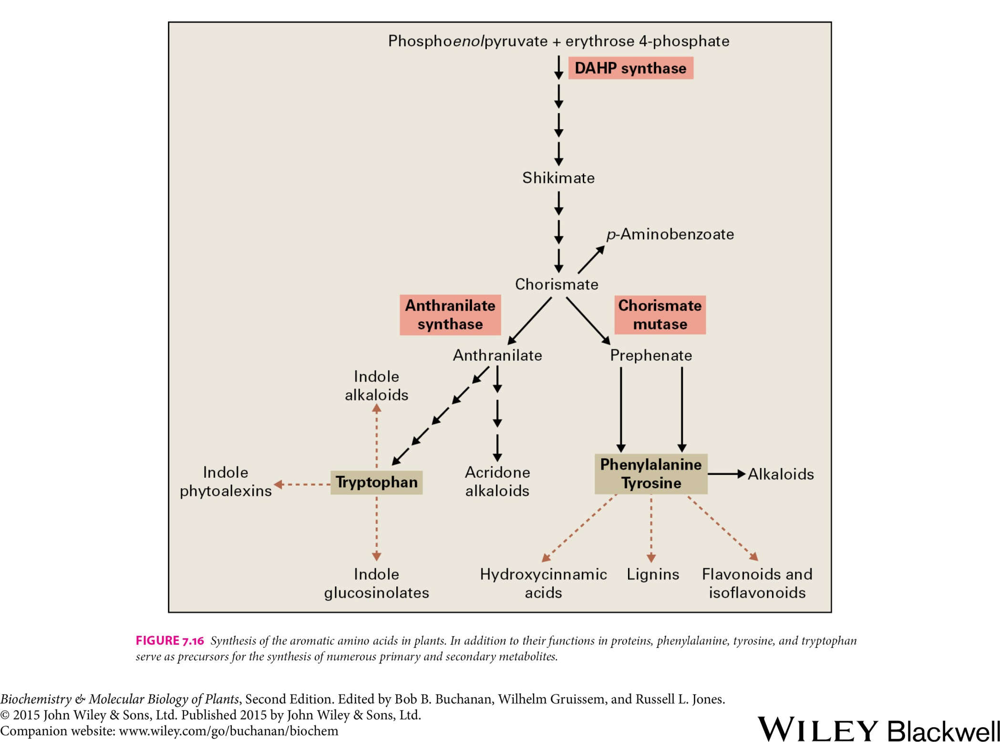 Phosphoenolpyruvate + erythrose 4-phosphate
DAHP synthase
Shikimate
p-Aminobenzoate
Chorismate
Anthranilate
synthase
Chorismate
mutase
Anthranilate
Prephenate
Indole
alkaloids
Indole
phytoalexins
Tryptophan
Acridone
alkaloids
Phenylalanine
Tyrosine
Alkaloids
Indole
glucosinolates
Hydroxycinnamic
acids
Lignins
Flavonoids and
isoflavonoids
FIGURE 7.16 Synthesis of the aromatic amino acids in plants. In addition to their functions in proteins, phenylalanine, tyrosine, and tryptophan
serve as precursors for the synthesis of numerous primary and secondary metabolites.
Biochemistry & Molecular Biology of Plants, Second Edition. Edited by Bob B. Buchanan, Wilhelm Gruissem, and Russell L. Jones.
© 2015 John Wiley & Sons, Ltd. Published 2015 by John Wiley & Sons, Ltd.
Companion website: www.wiley.com/go/buchanan/biochem
WILEY Blackwell